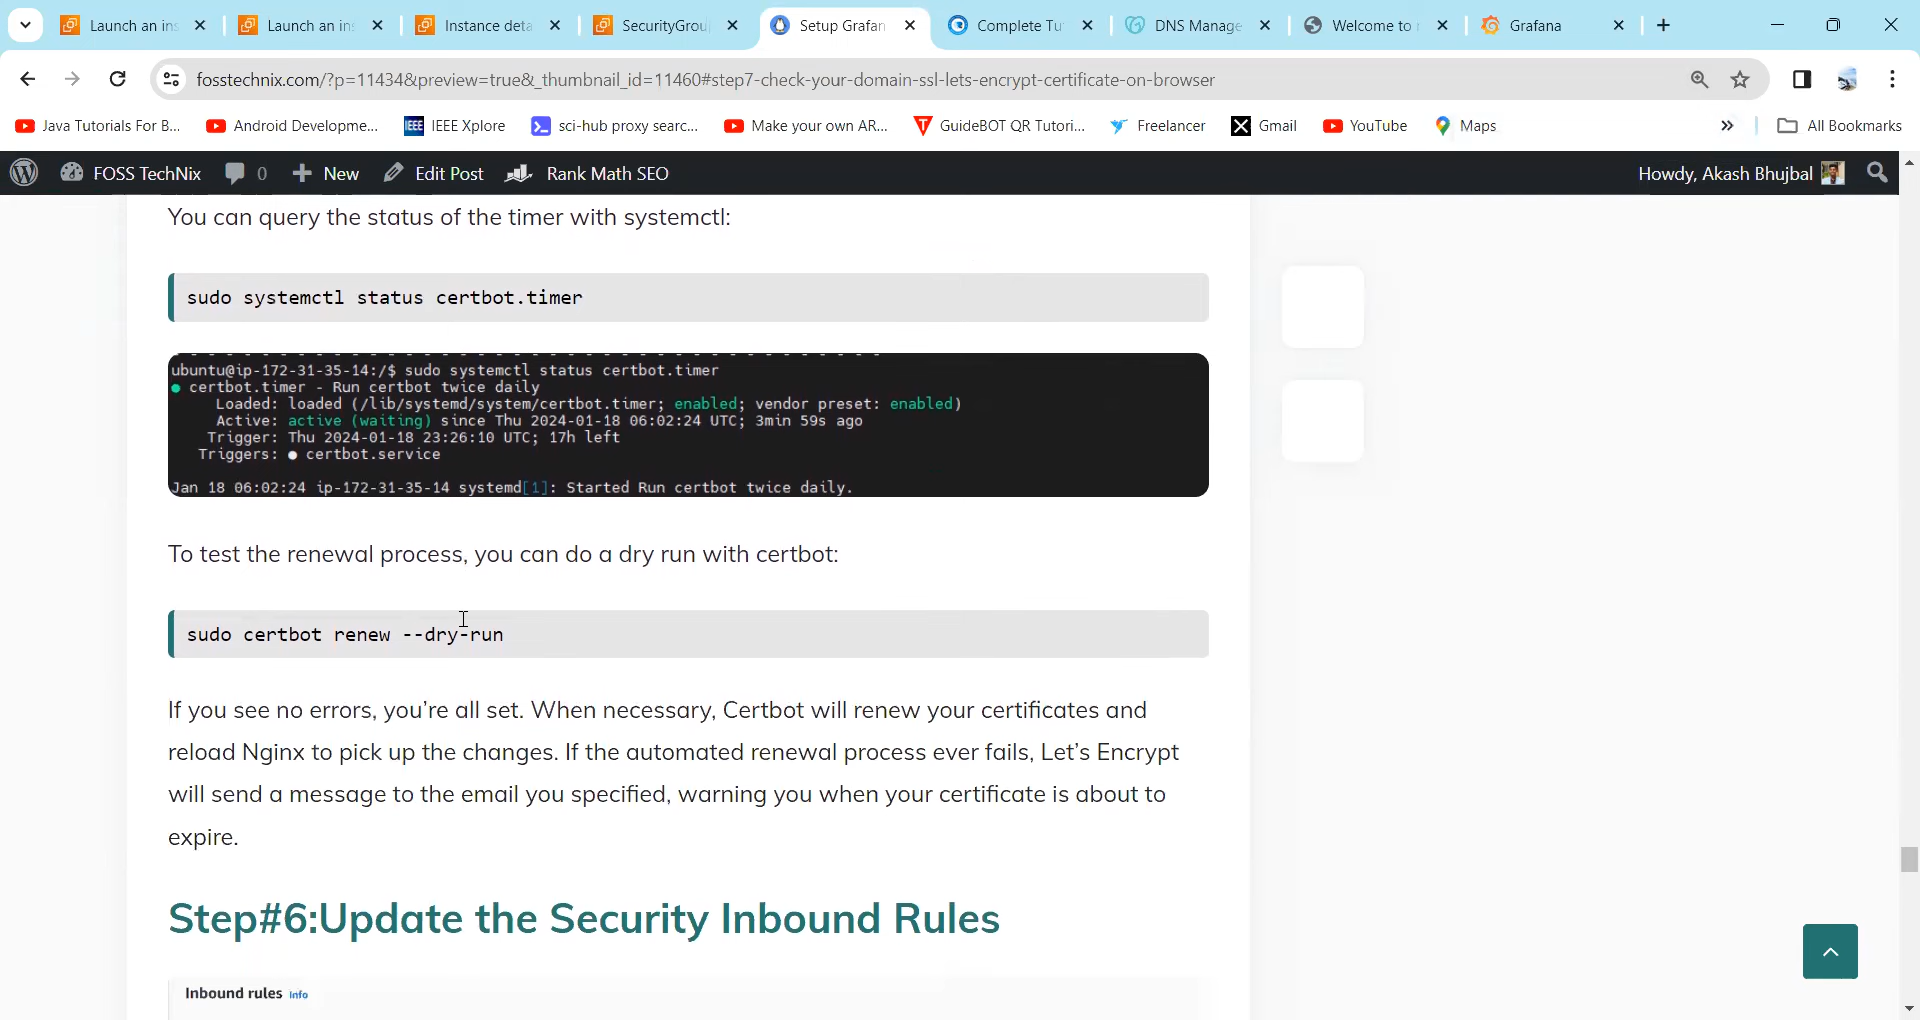 Launch an ins
Launch an ins
Instance deta
SecurityGrou
Setup Grafan
Complete Tu
DNS Manage
Welcome to
Grafana
fosstechnix.com/?p=11434&preview=true&_thumbnail_id=11460#step7-check-your-domain-ssl-lets-encrypt-certificate-on-browser
Java Tutorials For B...
Android Developme...
IEEE Xplore
sci-hub proxy searc...
Make your own AR...
GuideBOT QR Tutori...
Freelancer
Gmail
YouTube
Maps
All Bookmarks
FOSS TechNix
0
New
Edit Post
Rank Math SEO
Howdy, Akash Bhujbal
You can query the status of the timer with systemctl:
sudo systemctl status certbot.timer
ubuntu@ip-172-31-35-14:/$ sudo systemctl status certbot.timer
● certbot.timer - Run certbot twice daily
Loaded: loaded (/lib/systemd/system/certbot.timer; enabled; vendor preset: enabled)
Active: active (waiting) since Thu 2024-01-18 06:02:24 UTC; 3min 59s ago
Trigger: Thu 2024-01-18 23:26:10 UTC; 17h left
Triggers: ● certbot.service
Jan 18 06:02:24 ip-172-31-35-14 systemd[1]: Started Run certbot twice daily.
To test the renewal process, you can do a dry run with certbot:
sudo certbot renew --dry-run
If you see no errors, you’re all set. When necessary, Certbot will renew your certificates and
reload Nginx to pick up the changes. If the automated renewal process ever fails, Let’s Encrypt
will send a message to the email you specified, warning you when your certificate is about to
expire.
Step#6:Update the Security Inbound Rules
Inbound rules Info